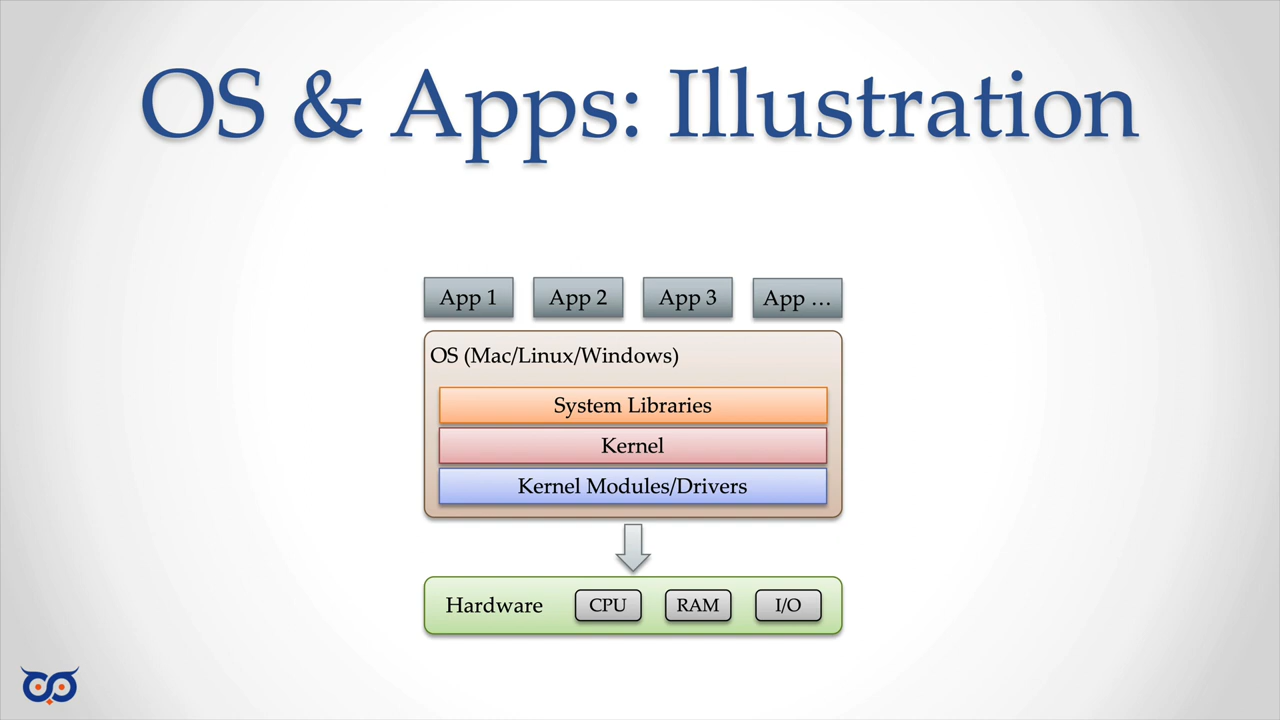 OS & Apps: Illustration
App 1
App 2
App 3
App …
OS (Mac/Linux/Windows)
System Libraries
Kernel
Kernel Modules/Drivers
Hardware
CPU
RAM
I/O